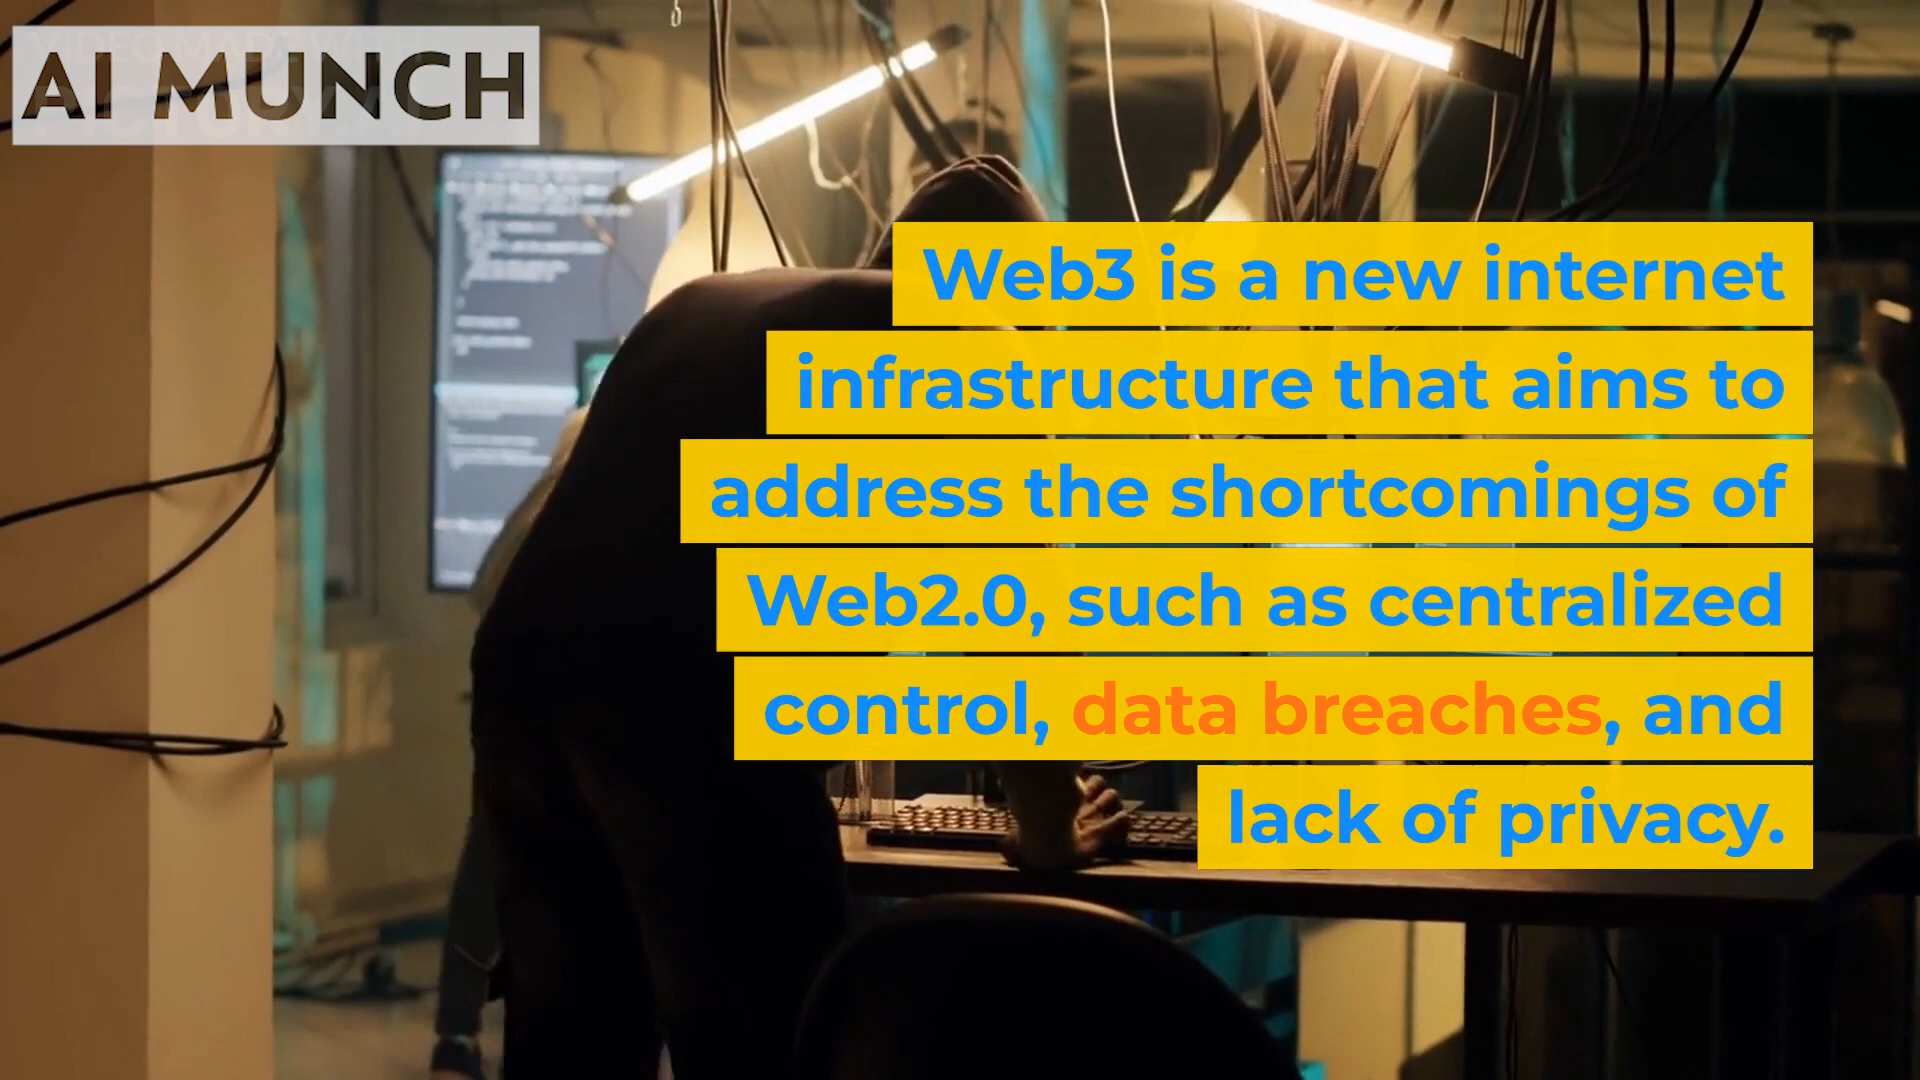 AI MUNCH
Web3 is a new internet
infrastructure that aims to
address the shortcomings of
Web2.0, such as centralized
control, data breaches, and
lack of privacy.